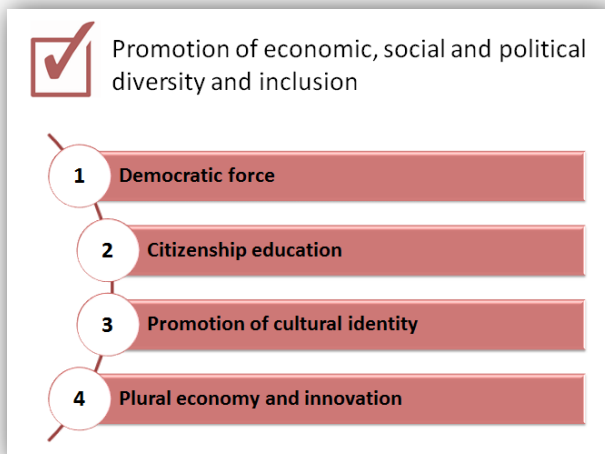 Promotion of economic, social and political
diversity and inclusion
1 Democratic force
2 Citizenship education
3 Promotion of cultural identity
4 Plural economy and innovation